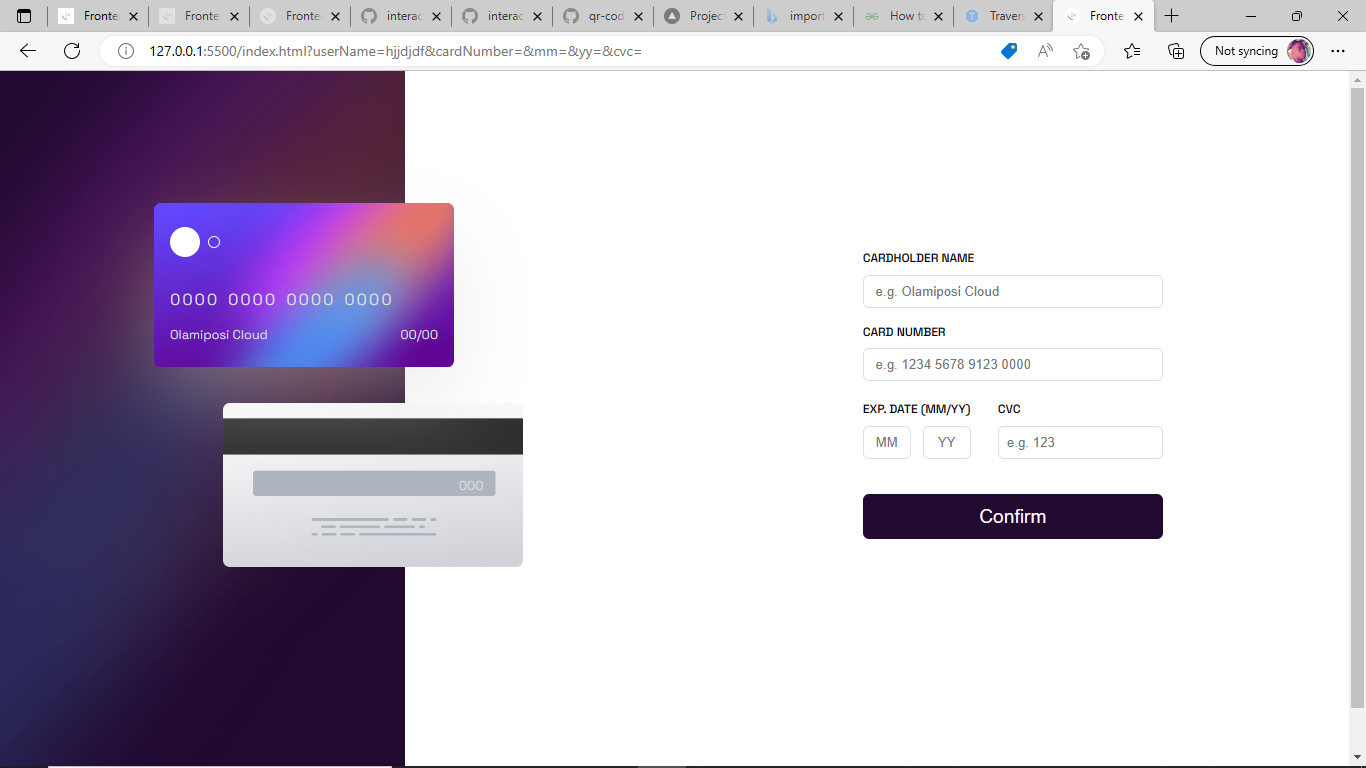 Fronte
Fronte
Fronte
interac
interac
qr-cod
Project
import
How to
Travers
Fronte
127.0.0.1:5500/index.html?userName=hjjdjdf&cardNumber=&mm=&yy=&cvc=
Not syncing
0000 0000 0000 0000
Olamiposi Cloud 00/00
000
CARDHOLDER NAME
e.g. Olamiposi Cloud
CARD NUMBER
e.g. 1234 5678 9123 0000
EXP. DATE (MM/YY) CVC
MM YY e.g. 123
Confirm